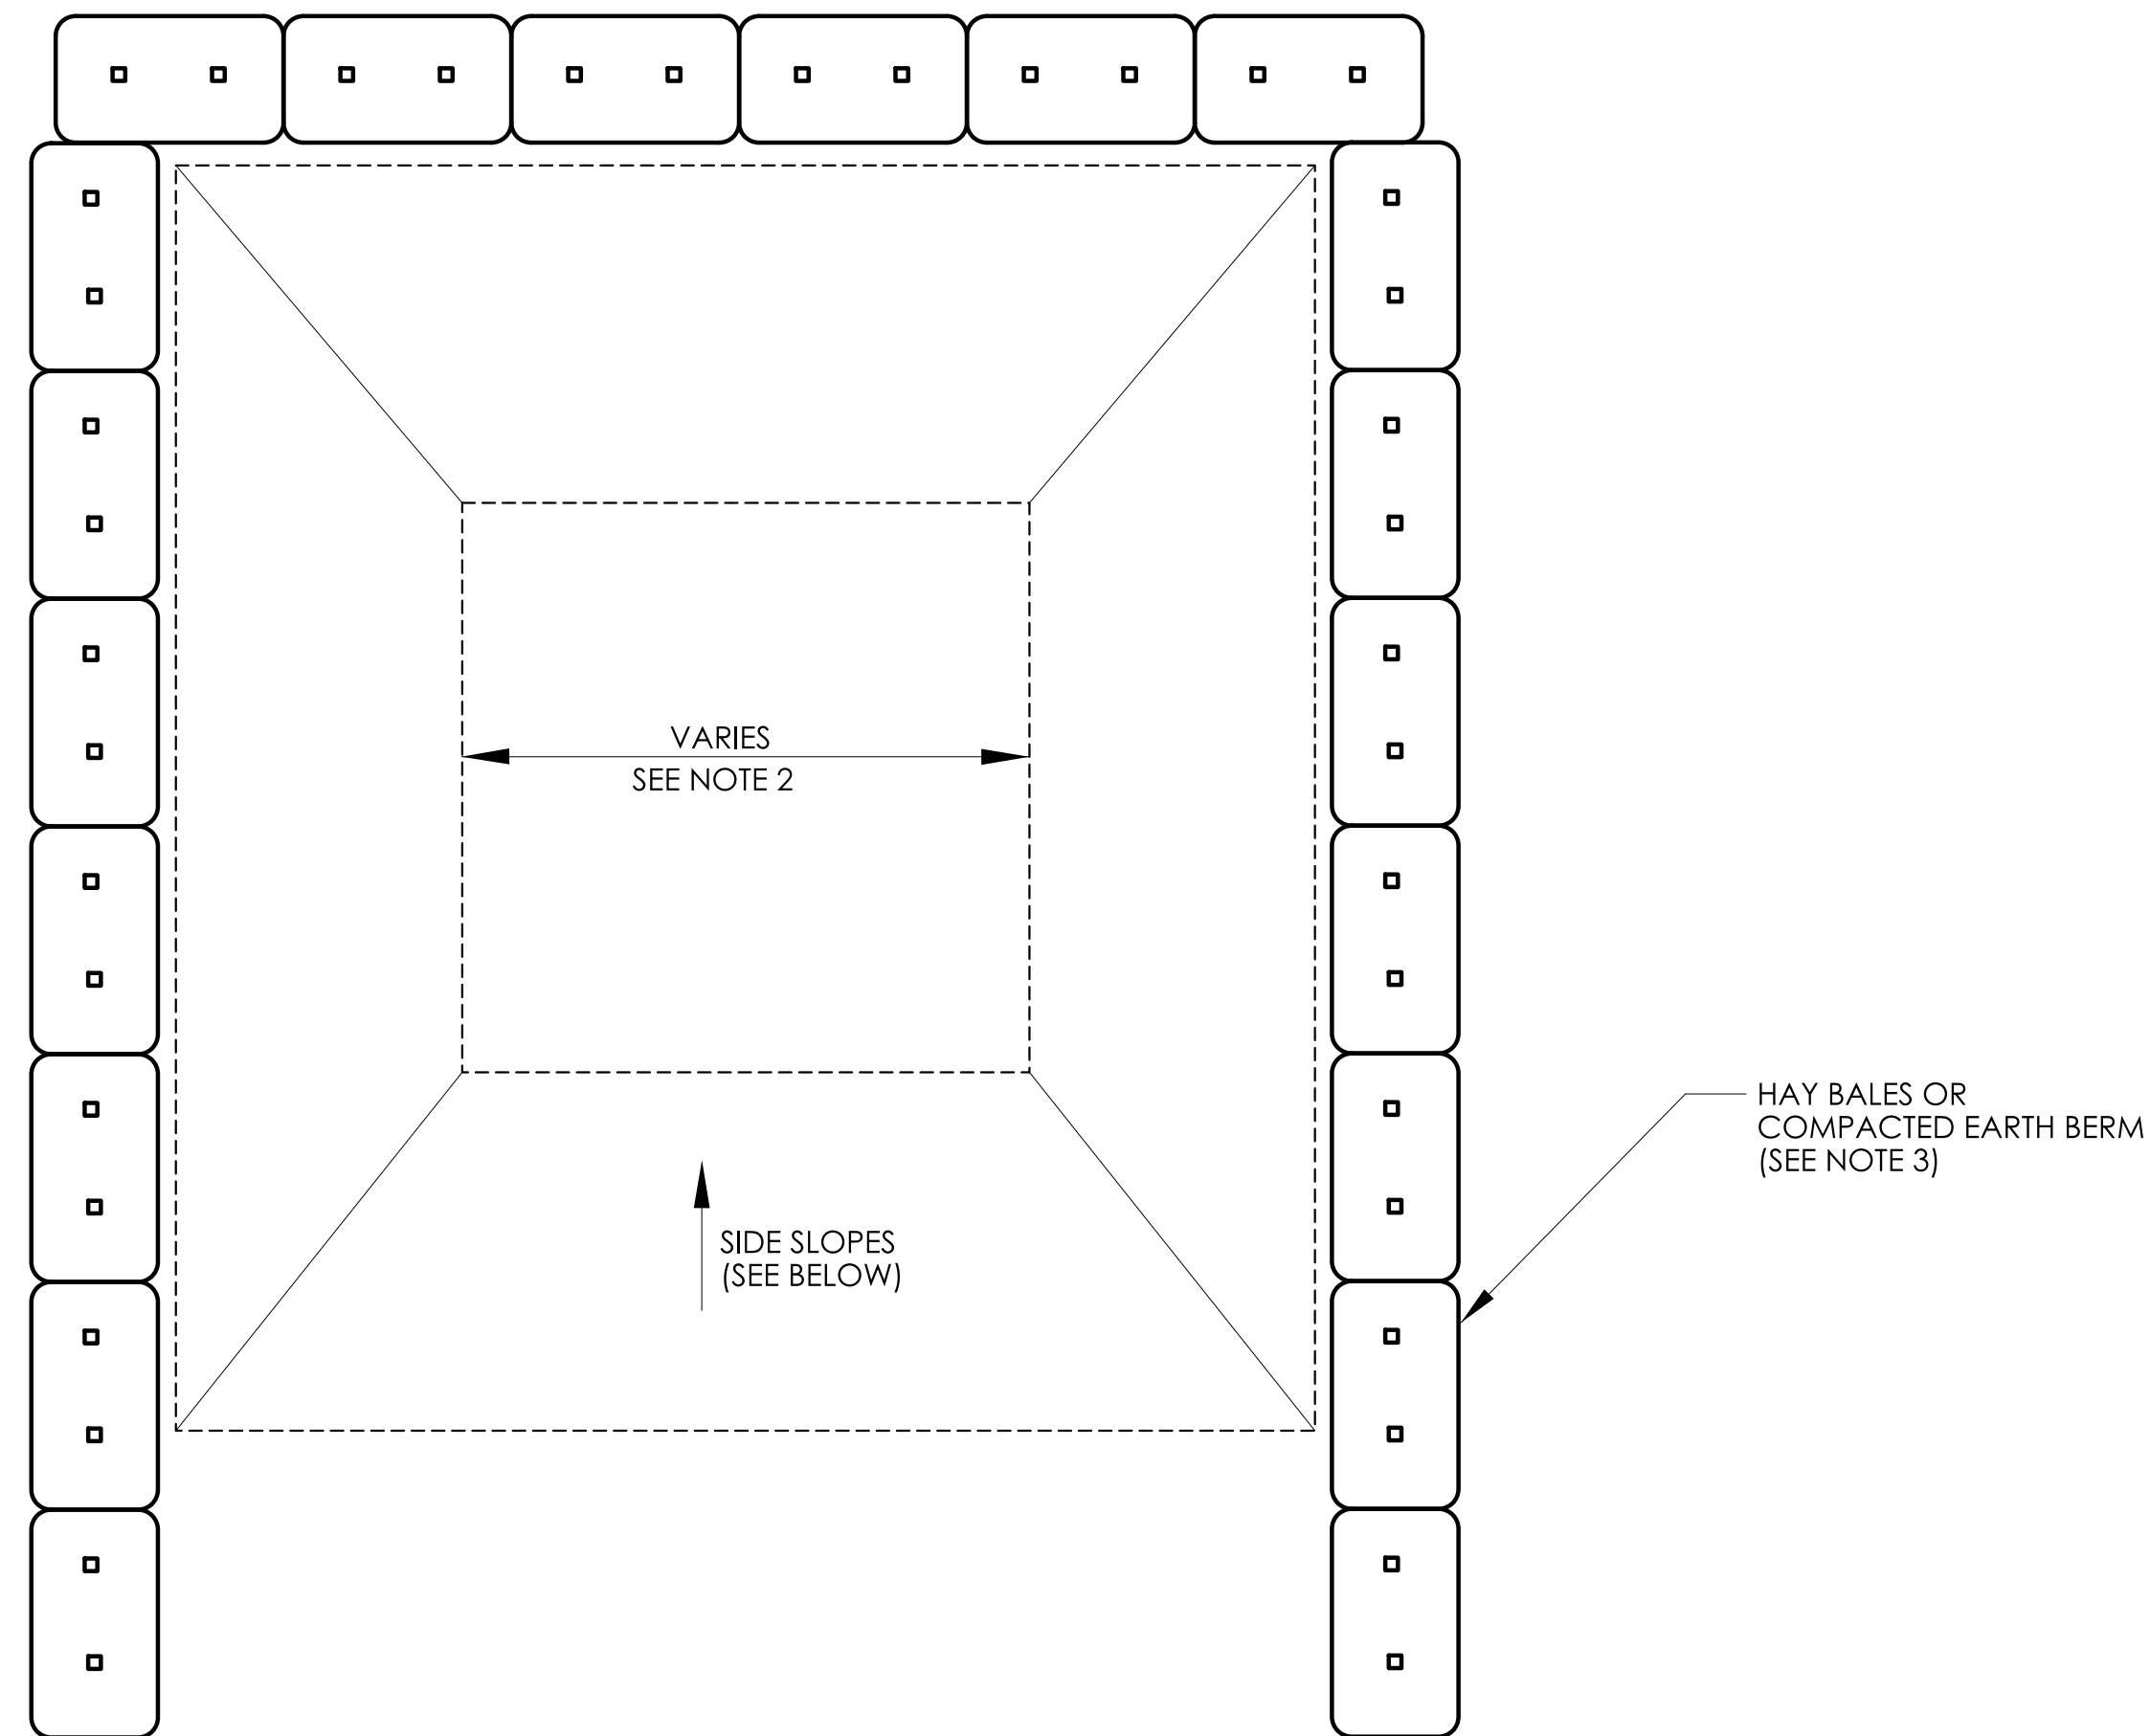 VARIES
SEE NOTE 2
HAY BALES OR
COMPACTED EARTH BERM
(SEE NOTE 3)
SIDE SLOPES
(SEE BELOW)